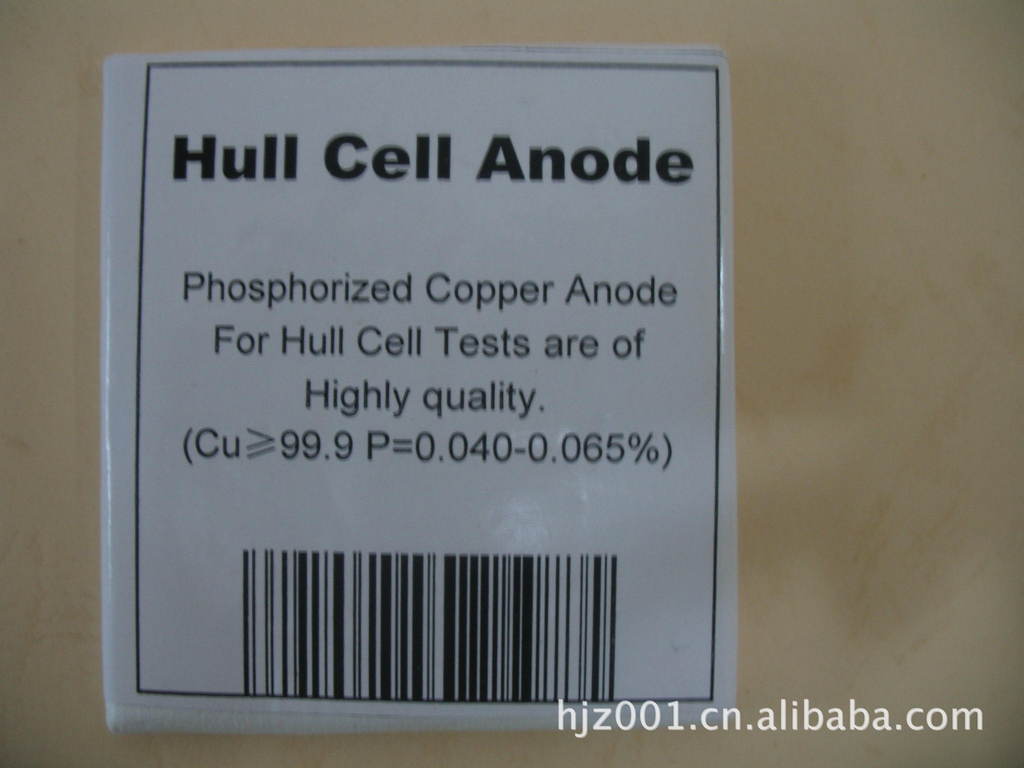 Hull Cell Anode
Phosphorized Copper Anode
For Hull Cell Tests are of
Highly quality.
(Cu⩾99.9 P=0.040-0.065%)
hjz001.cn.alibaba.com